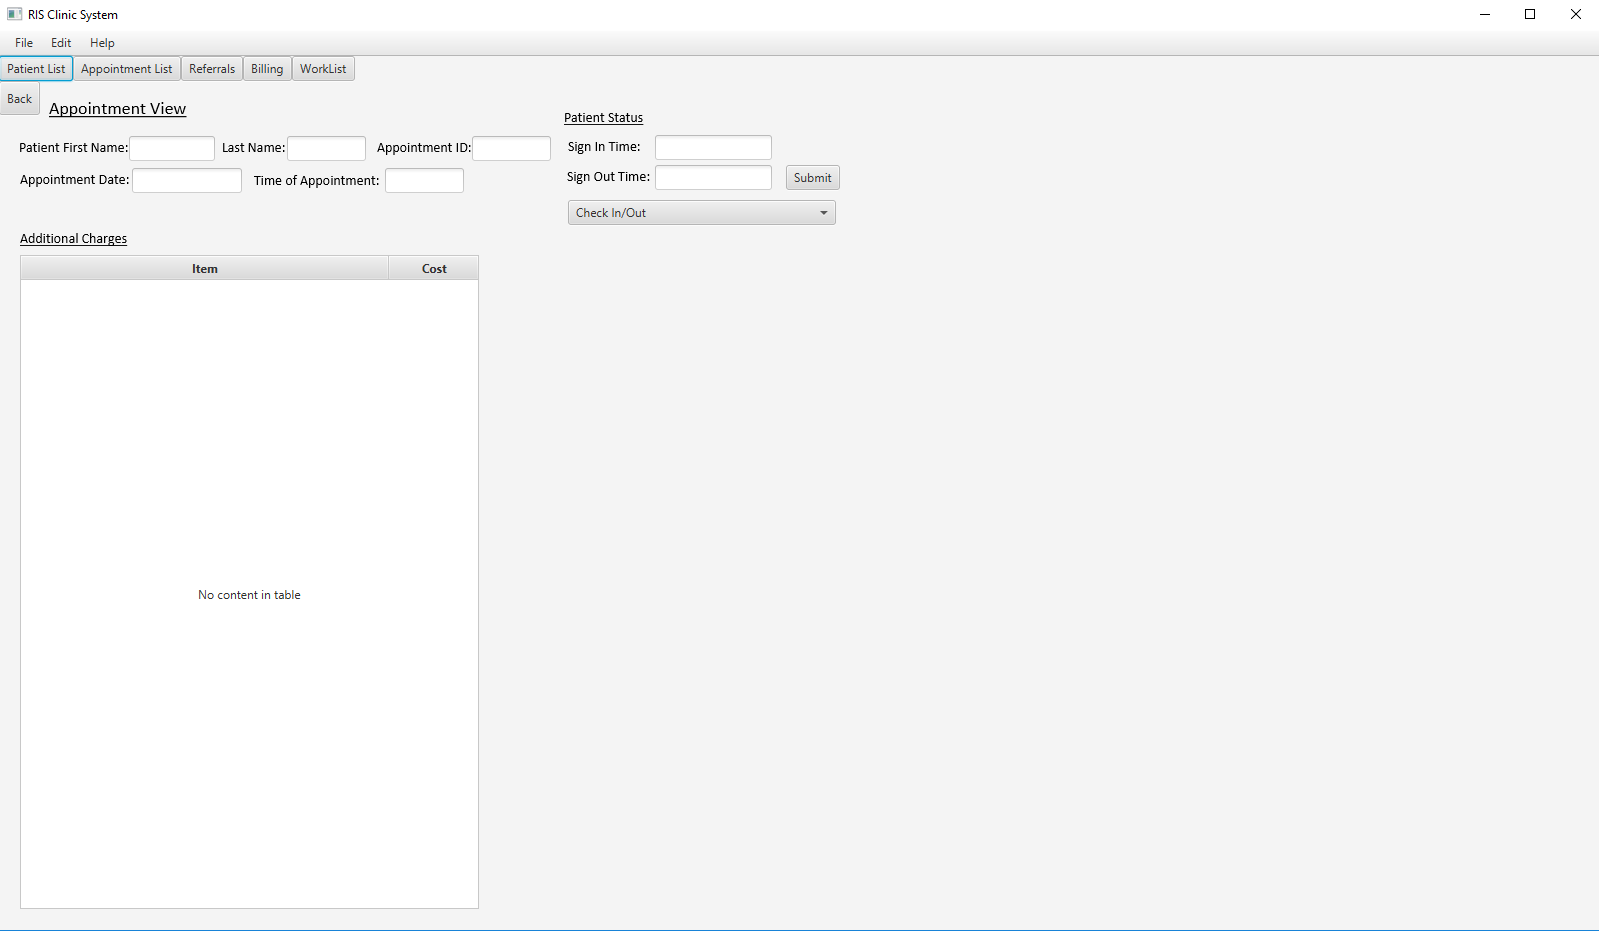 RIS Clinic System
File Edit Help
Patient List Appointment List Referrals Billing WorkList
Back
Appointment View
Patient First Name: Last Name: Appointment ID:
Appointment Date: Time of Appointment:
Patient Status
Sign In Time:
Sign Out Time: Submit
Check In/Out
Additional Charges
Item Cost
No content in table